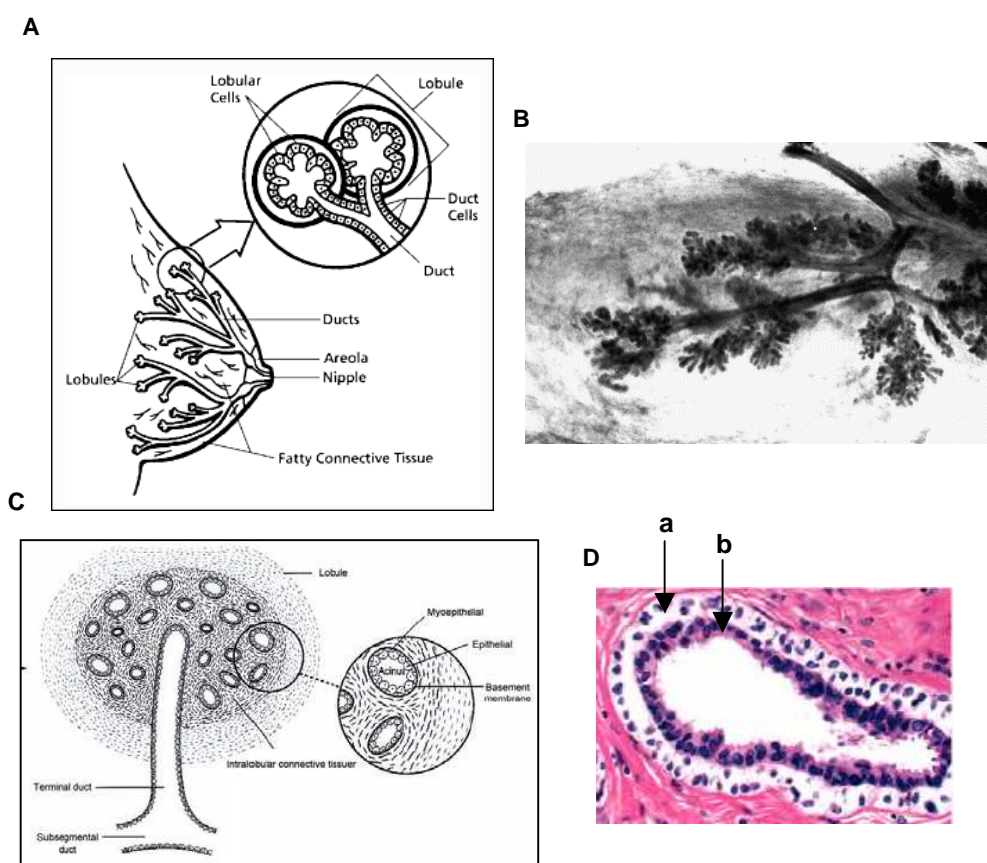 A
Lobular
Cells
Lobule
Duct
Cells
Duct
Ducts
Areola
Nipple
Lobules
Fatty Connective Tissue
B
C
Lobule
Myoepithelial
Epithelial
Acinus
Basement
membrane
Intralobular connective tissuer
Terminal duct
Subsegmental
duct
D
a
b